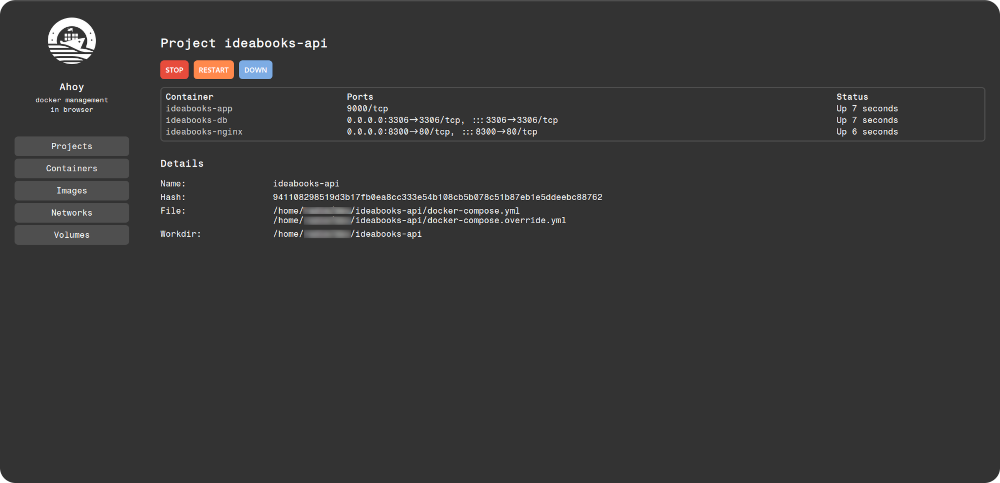 Ahoy
docker management
in browser
Projects
Containers
Images
Networks
Volumes
Project ideabooks-api
STOP RESTART DOWN
Container Ports Status
ideabooks-app 9000/tcp Up 7 seconds
ideabooks-db 0.0.0.0:3306→3306/tcp, :::3306→3306/tcp Up 7 seconds
ideabooks-nginx 0.0.0.0:8300→80/tcp, :::8300→80/tcp Up 6 seconds
Details
Name: ideabooks-api
Hash: 941108298519d3b17fb0ea8cc333e54b108cb5b078c51b87eb1e5ddeebc88762
File: /home/ /ideabooks-api/docker-compose.yml
/home/ /ideabooks-api/docker-compose.override.yml
Workdir: /home/ /ideabooks-api